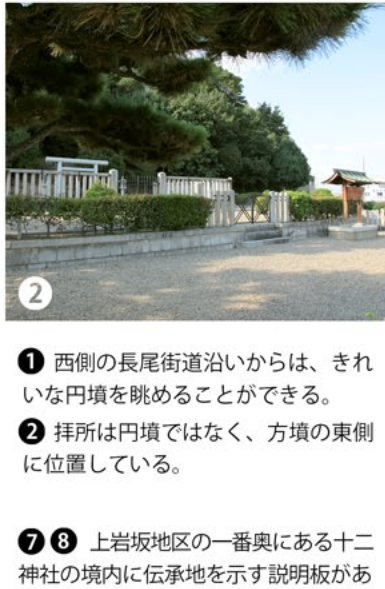 2
❶ 西側の長尾街道沿いからは、きれ
いな円墳を眺めることができる。
❷ 拝所は円墳ではなく、方墳の東側
に位置している。
❼❽ 上岩坂地区の一番奥にある十二
神社の境内に伝承地を示す説明板があ